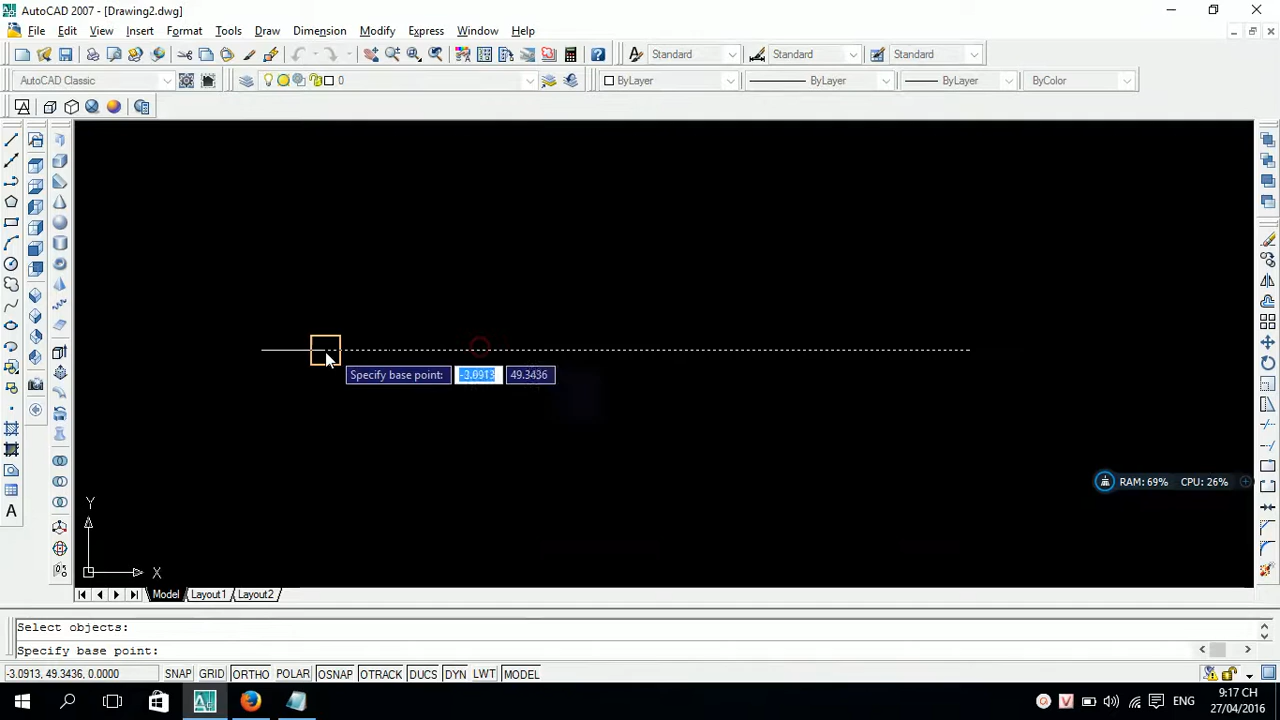 AutoCAD 2007 - [Drawing2.dwg]
File Edit View Insert Format Tools Draw Dimension Modify Express Window Help
Standard Standard Standard
AutoCAD Classic 0 ByLayer ByLayer ByLayer ByColor
Specify base point: -3.0913 49.3436
RAM: 69% CPU: 26%
Y
X
A
Model Layout1 Layout2
Select objects:
Specify base point:
-3.0913, 49.3436, 0.0000 SNAP GRID ORTHO POLAR OSNAP OTRACK DUCS DYN LWT MODEL
ENG
9:17 CH
27/04/2016